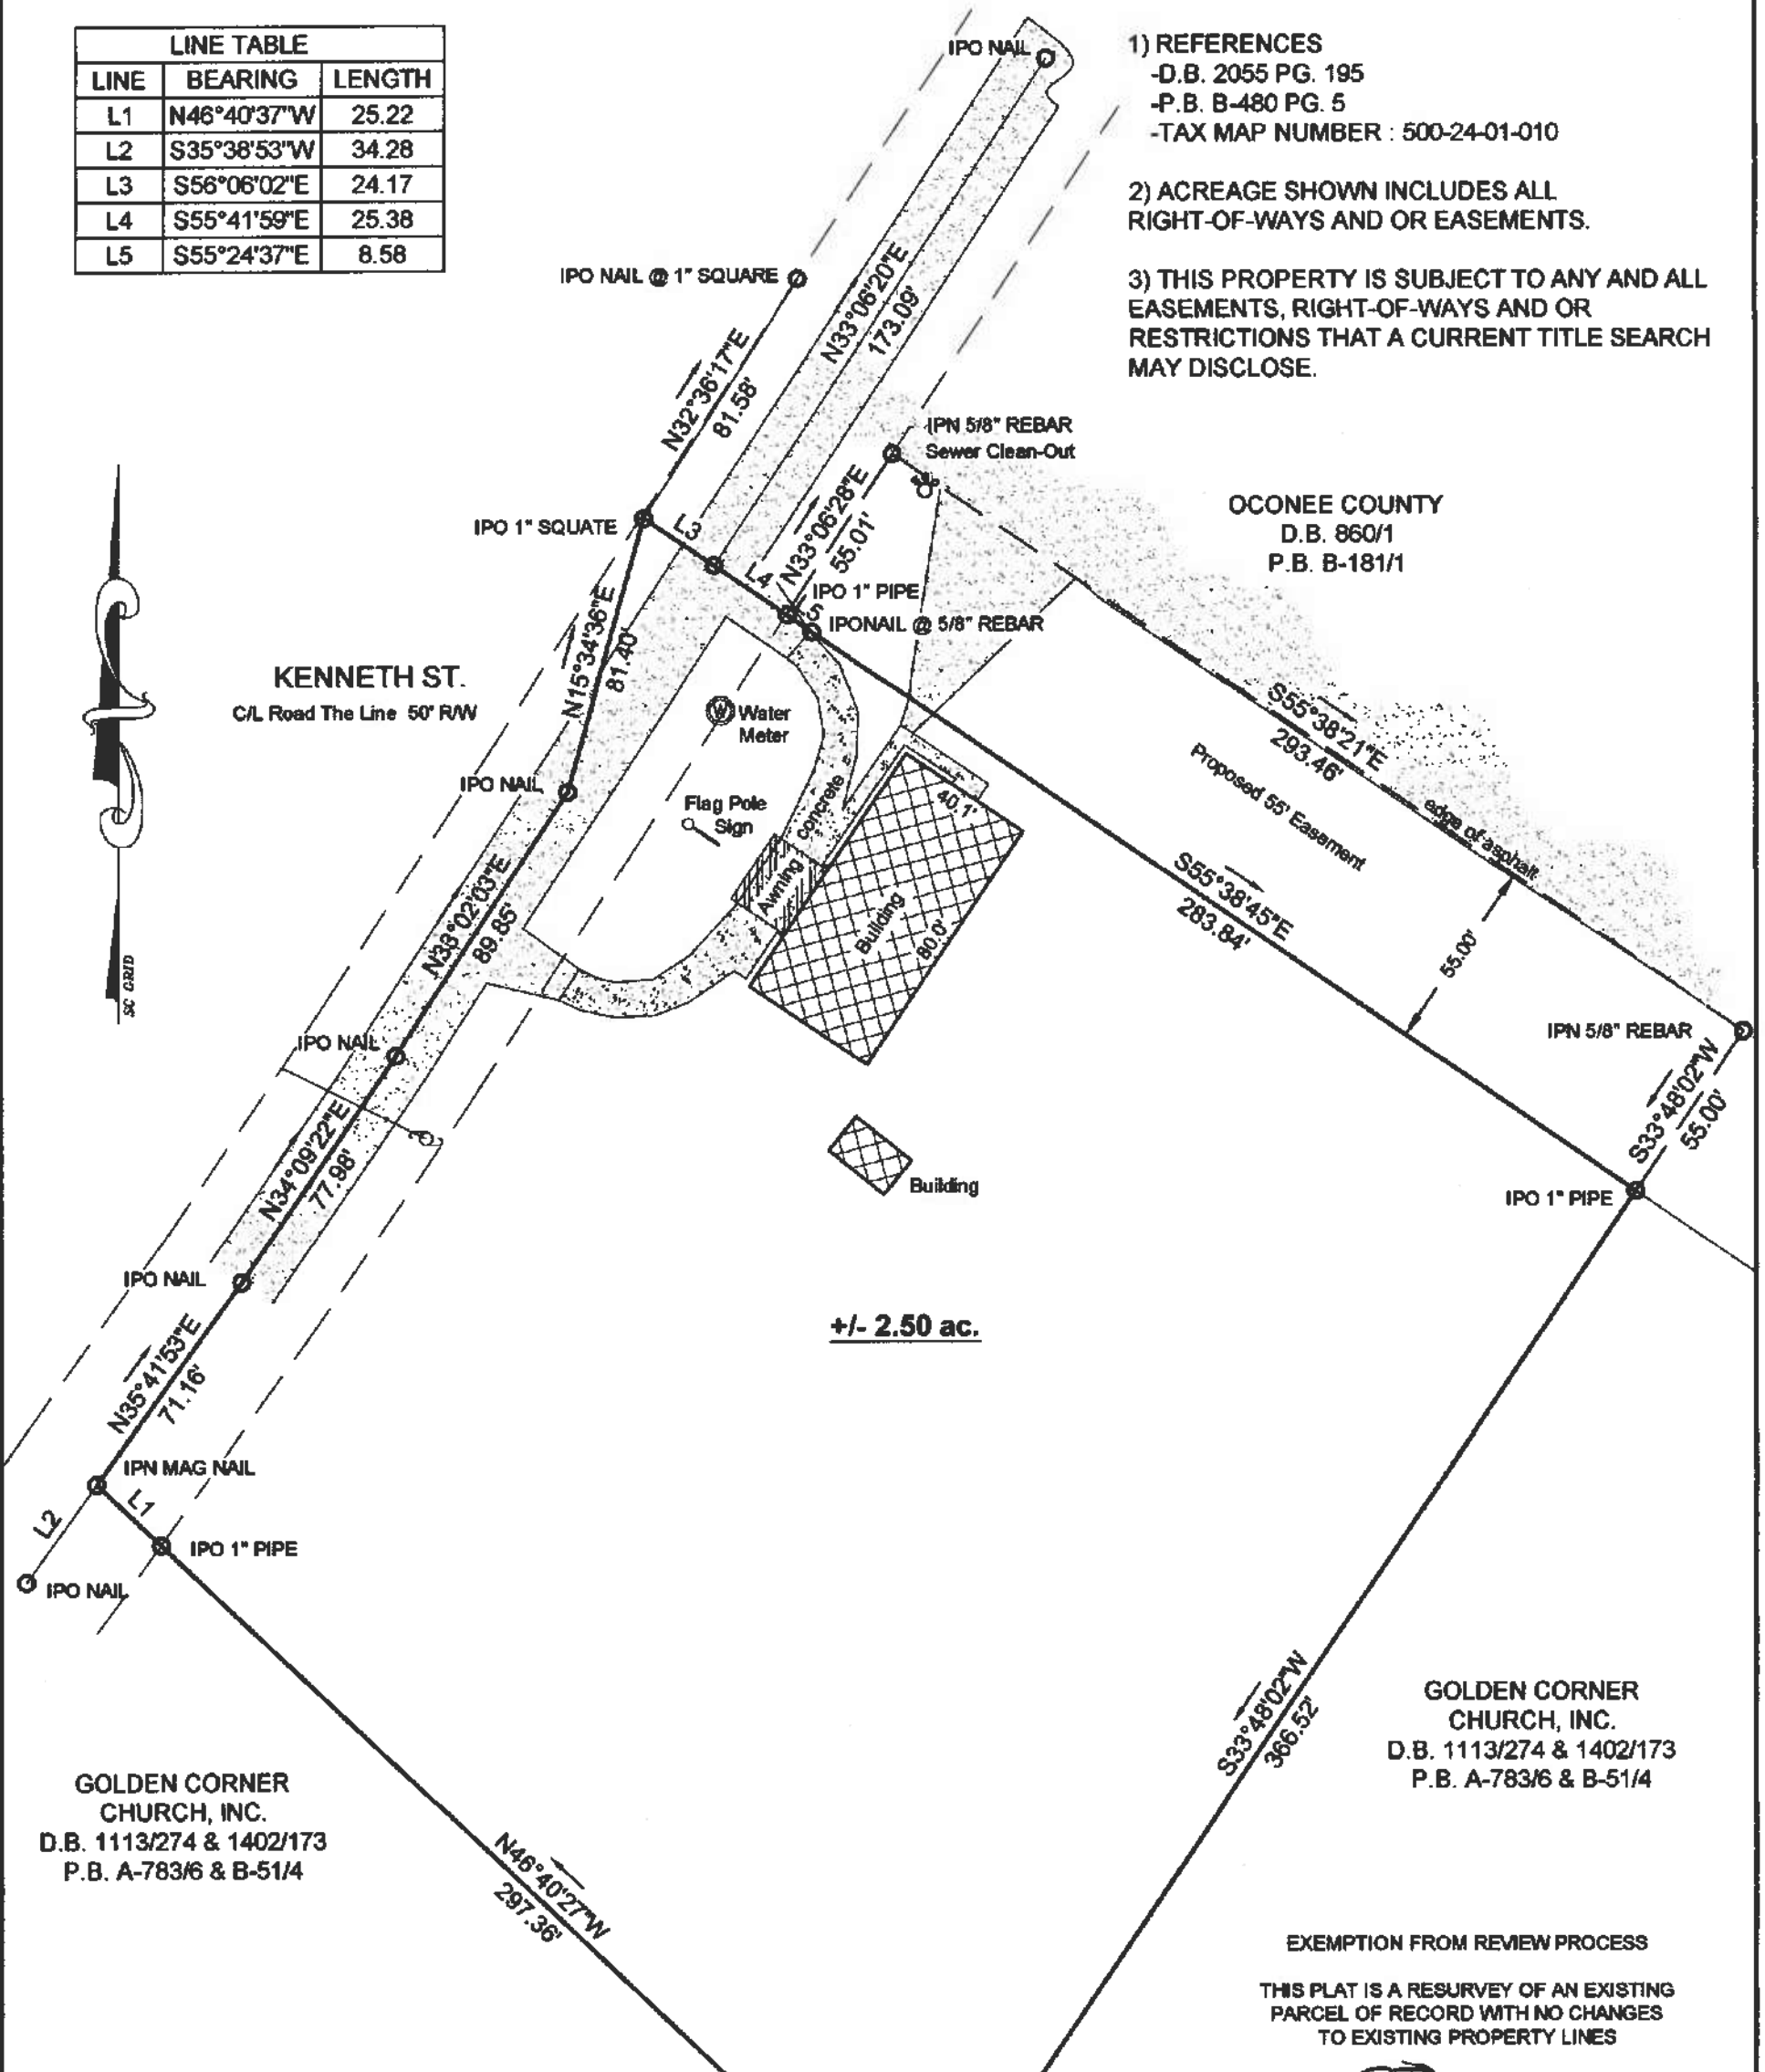 LINE TABLE
LINE BEARING LENGTH
L1 N46°40'37"W 25.22
L2 S35°38'53"W 34.28
L3 S56°06'02"E 24.17
L4 S55°41'59"E 25.38
L5 S55°24'37"E 8.58
1) REFERENCES
-D.B. 2055 PG. 195
-P.B. B-480 PG. 5
-TAX MAP NUMBER : 500-24-01-010
2) ACREAGE SHOWN INCLUDES ALL
RIGHT-OF-WAYS AND OR EASEMENTS.
3) THIS PROPERTY IS SUBJECT TO ANY AND ALL
EASEMENTS, RIGHT-OF-WAYS AND OR
RESTRICTIONS THAT A CURRENT TITLE SEARCH
MAY DISCLOSE.
IPO NAIL
IPO NAIL @ 1" SQUARE
N33°06'20"E
173.09'
N32°36'17"E
81.58'
IPN 5/8" REBAR
Sewer Clean-Out
OCONEE COUNTY
D.B. 860/1
P.B. B-181/1
IPO 1" SQUATE
L3
L4
N33°06'28"E
55.01'
IPO 1" PIPE
L5
IPONAIL @ 5/8" REBAR
KENNETH ST.
C/L Road The Line 50' R/W
N15°34'36"E
81.40'
Water
Meter
W
IPO NAIL
Flag Pole
Sign
concrete
Awning
Building
40.1'
80.0'
S55°38'21"E
293.46'
Proposed 55' Easement
edge of asphalt
S55°38'45"E
283.84'
55.00'
IPN 5/8" REBAR
S33°48'02"W
55.00'
IPO 1" PIPE
SC GRID
N33°02'03"E
89.85'
IPO NAIL
N34°09'22"E
77.98'
Building
IPO NAIL
+/- 2.50 ac.
N35°41'53"E
71.16'
IPN MAG NAIL
L1
L2
IPO 1" PIPE
IPO NAIL
S33°48'02"W
366.52'
GOLDEN CORNER
CHURCH, INC.
D.B. 1113/274 & 1402/173
P.B. A-783/6 & B-51/4
GOLDEN CORNER
CHURCH, INC.
D.B. 1113/274 & 1402/173
P.B. A-783/6 & B-51/4
N46°40'27"W
297.36'
EXEMPTION FROM REVIEW PROCESS
THIS PLAT IS A RESURVEY OF AN EXISTING
PARCEL OF RECORD WITH NO CHANGES
TO EXISTING PROPERTY LINES